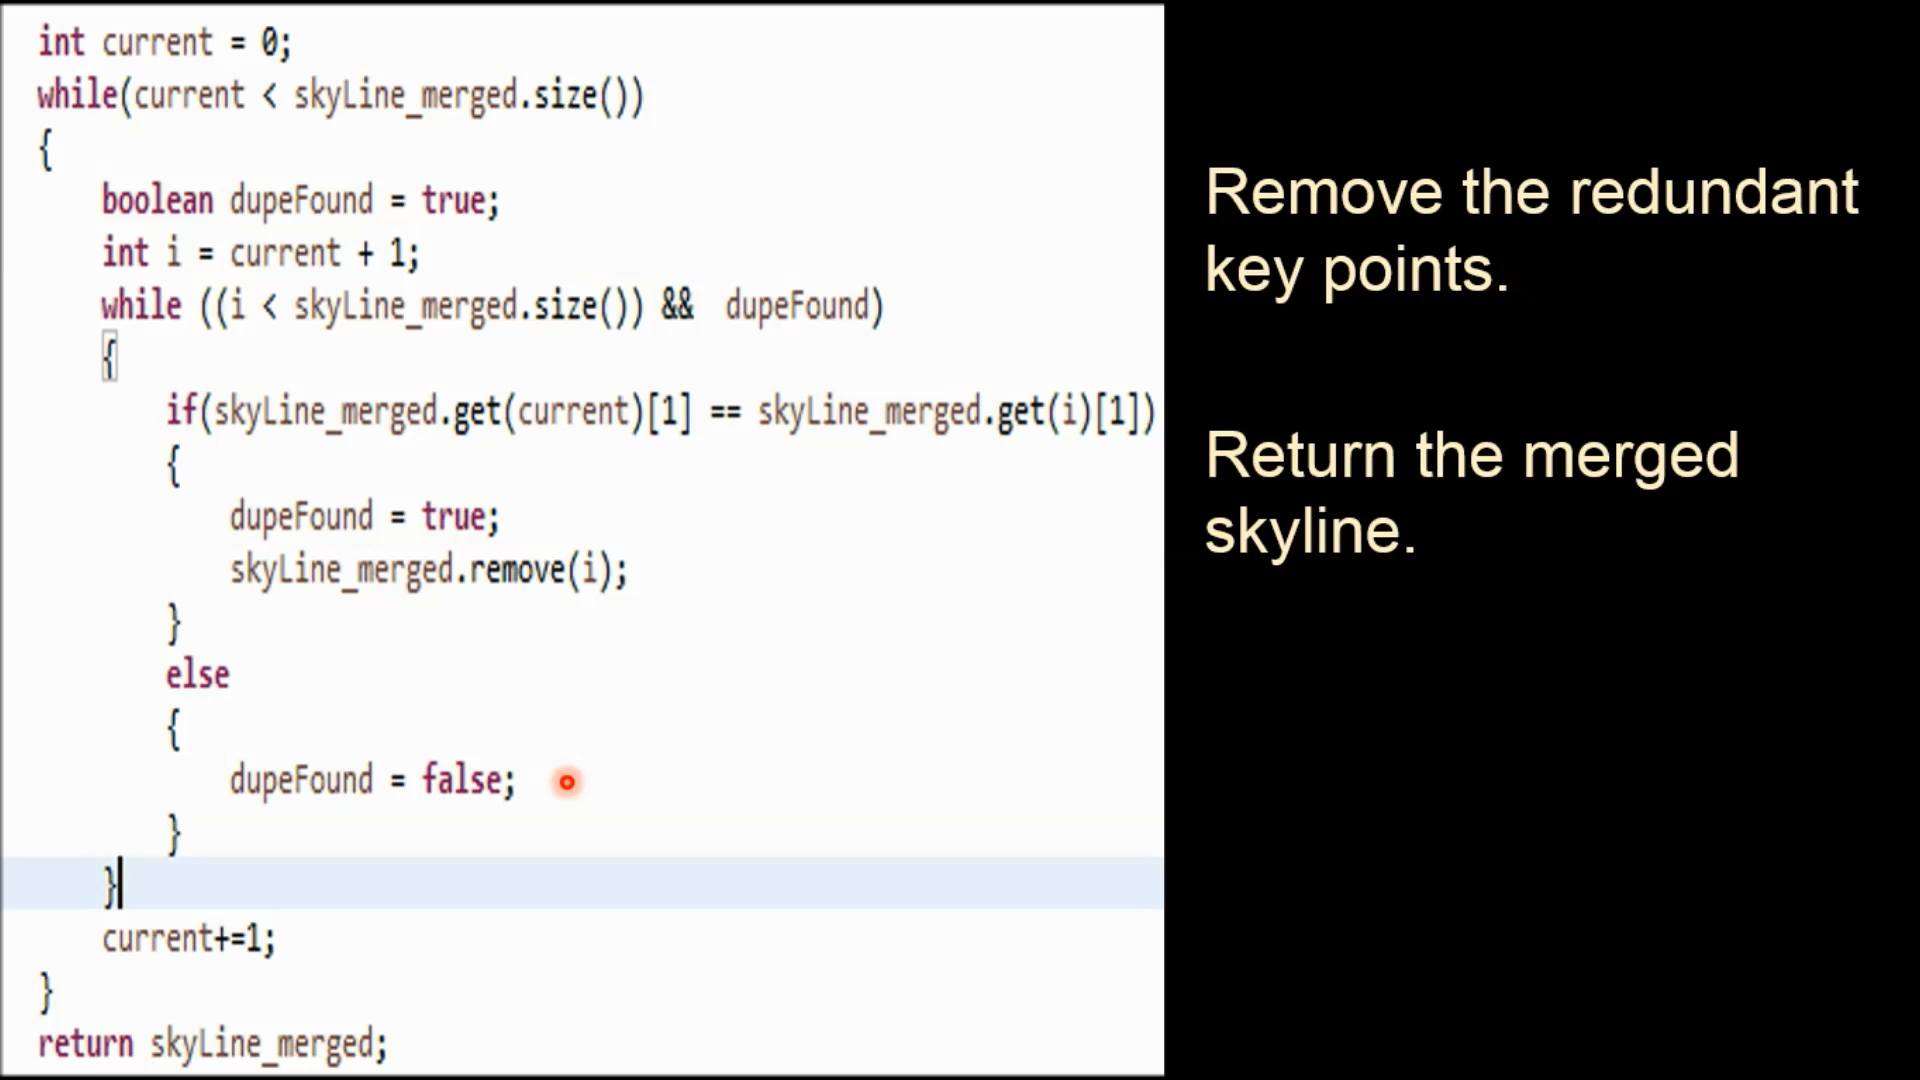 int current = 0;
while(current < skyLine_merged.size())
{
boolean dupeFound = true;
int i = current + 1;
while ((i < skyLine_merged.size()) &&  dupeFound)
{
if(skyLine_merged.get(current)[1] == skyLine_merged.get(i)[1])
{
dupeFound = true;
skyLine_merged.remove(i);
}
else
{
dupeFound = false;
}
}
current+=1;
}
return skyLine_merged;
Remove the redundant
key points.
Return the merged
skyline.